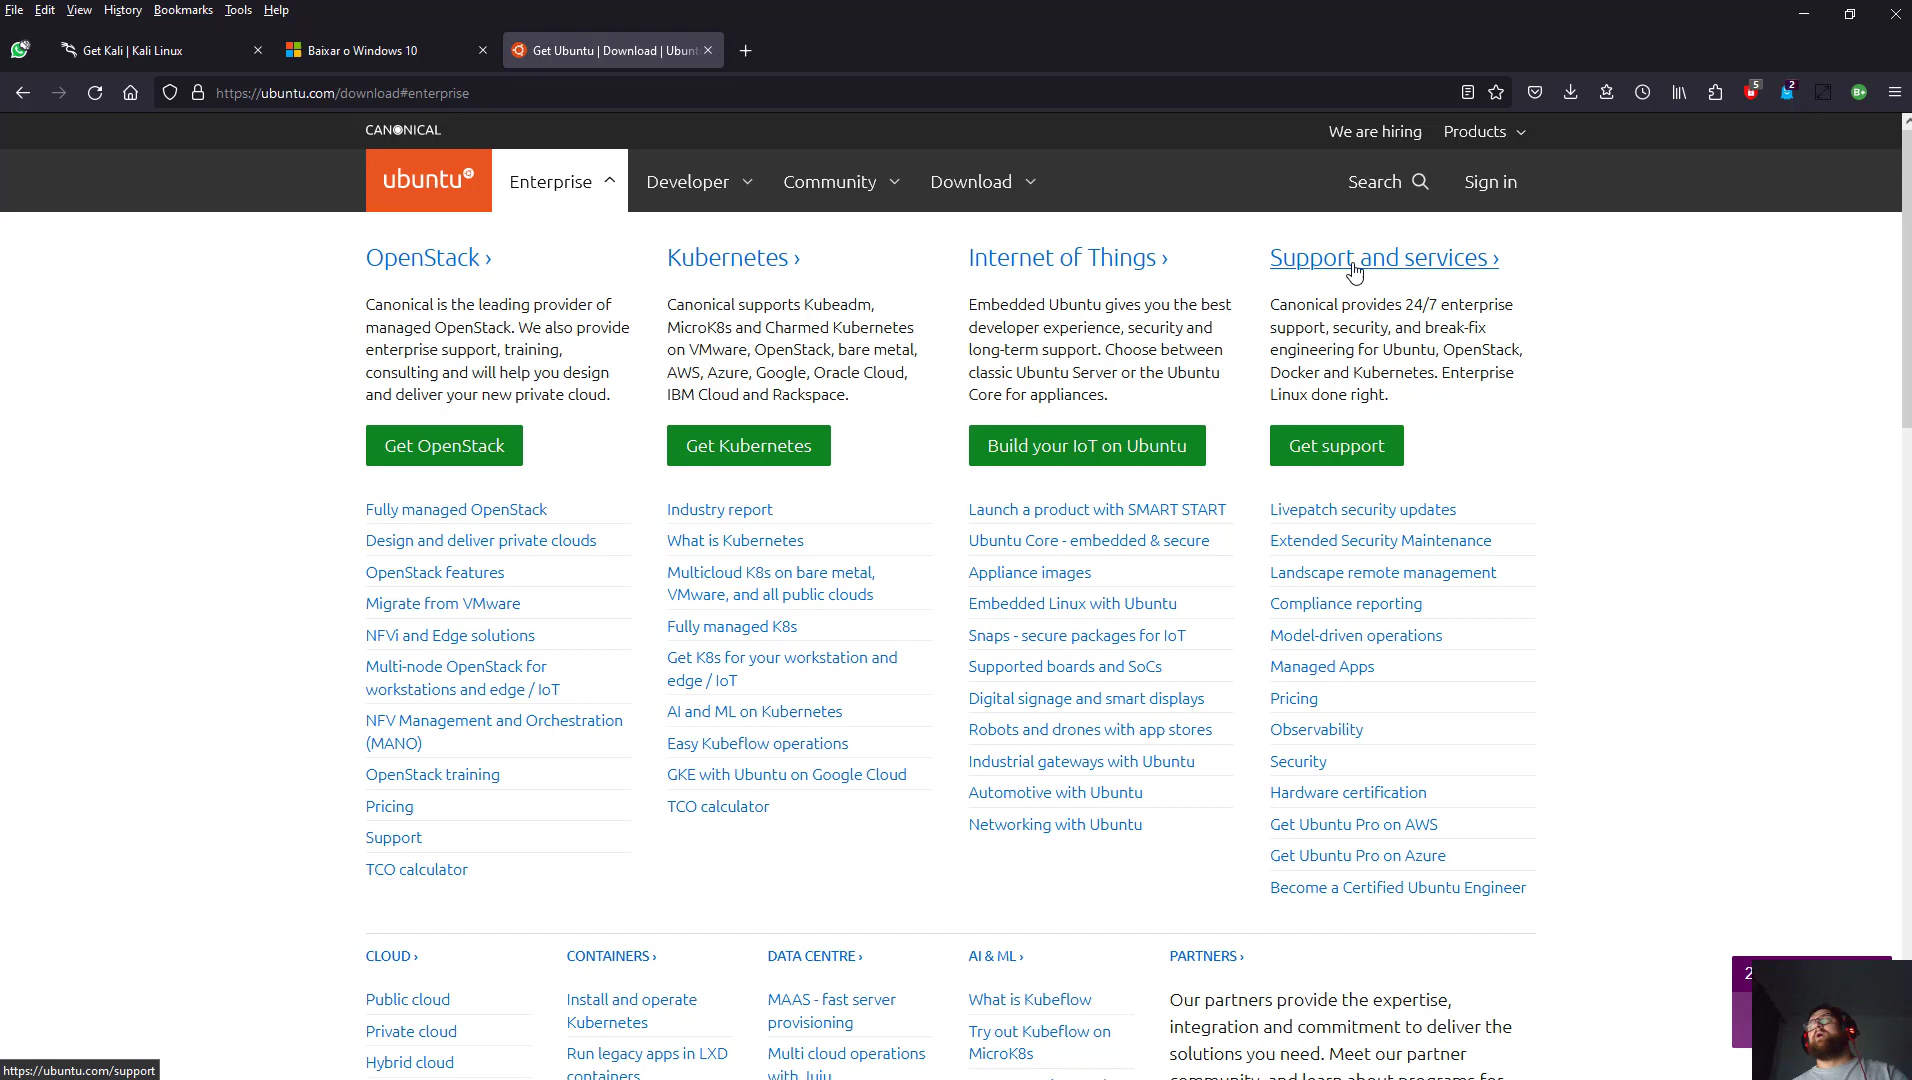 File Edit View History Bookmarks Tools Help
Get Kali | Kali Linux
Baixar o Windows 10
Get Ubuntu | Download | Ubunt
https://ubuntu.com/download#enterprise
5
2
B+
CANONICAL
We are hiring Products
ubuntu
Enterprise Developer Community Download
Search Sign in
OpenStack ›
Canonical is the leading provider of
managed OpenStack. We also provide
enterprise support, training,
consulting and will help you design
and deliver your new private cloud.
Get OpenStack
Fully managed OpenStack
Design and deliver private clouds
OpenStack features
Migrate from VMware
NFVi and Edge solutions
Multi-node OpenStack for
workstations and edge / IoT
NFV Management and Orchestration
(MANO)
OpenStack training
Pricing
Support
TCO calculator
Kubernetes ›
Canonical supports Kubeadm,
MicroK8s and Charmed Kubernetes
on VMware, OpenStack, bare metal,
AWS, Azure, Google, Oracle Cloud,
IBM Cloud and Rackspace.
Get Kubernetes
Industry report
What is Kubernetes
Multicloud K8s on bare metal,
VMware, and all public clouds
Fully managed K8s
Get K8s for your workstation and
edge / IoT
AI and ML on Kubernetes
Easy Kubeflow operations
GKE with Ubuntu on Google Cloud
TCO calculator
Internet of Things ›
Embedded Ubuntu gives you the best
developer experience, security and
long-term support. Choose between
classic Ubuntu Server or the Ubuntu
Core for appliances.
Build your IoT on Ubuntu
Launch a product with SMART START
Ubuntu Core - embedded & secure
Appliance images
Embedded Linux with Ubuntu
Snaps - secure packages for IoT
Supported boards and SoCs
Digital signage and smart displays
Robots and drones with app stores
Industrial gateways with Ubuntu
Automotive with Ubuntu
Networking with Ubuntu
Support and services ›
Canonical provides 24/7 enterprise
support, security, and break-fix
engineering for Ubuntu, OpenStack,
Docker and Kubernetes. Enterprise
Linux done right.
Get support
Livepatch security updates
Extended Security Maintenance
Landscape remote management
Compliance reporting
Model-driven operations
Managed Apps
Pricing
Observability
Security
Hardware certification
Get Ubuntu Pro on AWS
Get Ubuntu Pro on Azure
Become a Certified Ubuntu Engineer
CLOUD ›
Public cloud
Private cloud
Hybrid cloud
CONTAINERS ›
Install and operate
Kubernetes
Run legacy apps in LXD
containers
DATA CENTRE ›
MAAS - fast server
provisioning
Multi cloud operations
with Juju
AI & ML ›
What is Kubeflow
Try out Kubeflow on
MicroK8s
PARTNERS ›
Our partners provide the expertise,
integration and commitment to deliver the
solutions you need. Meet our partner
community, and learn about programs for
2
https://ubuntu.com/support